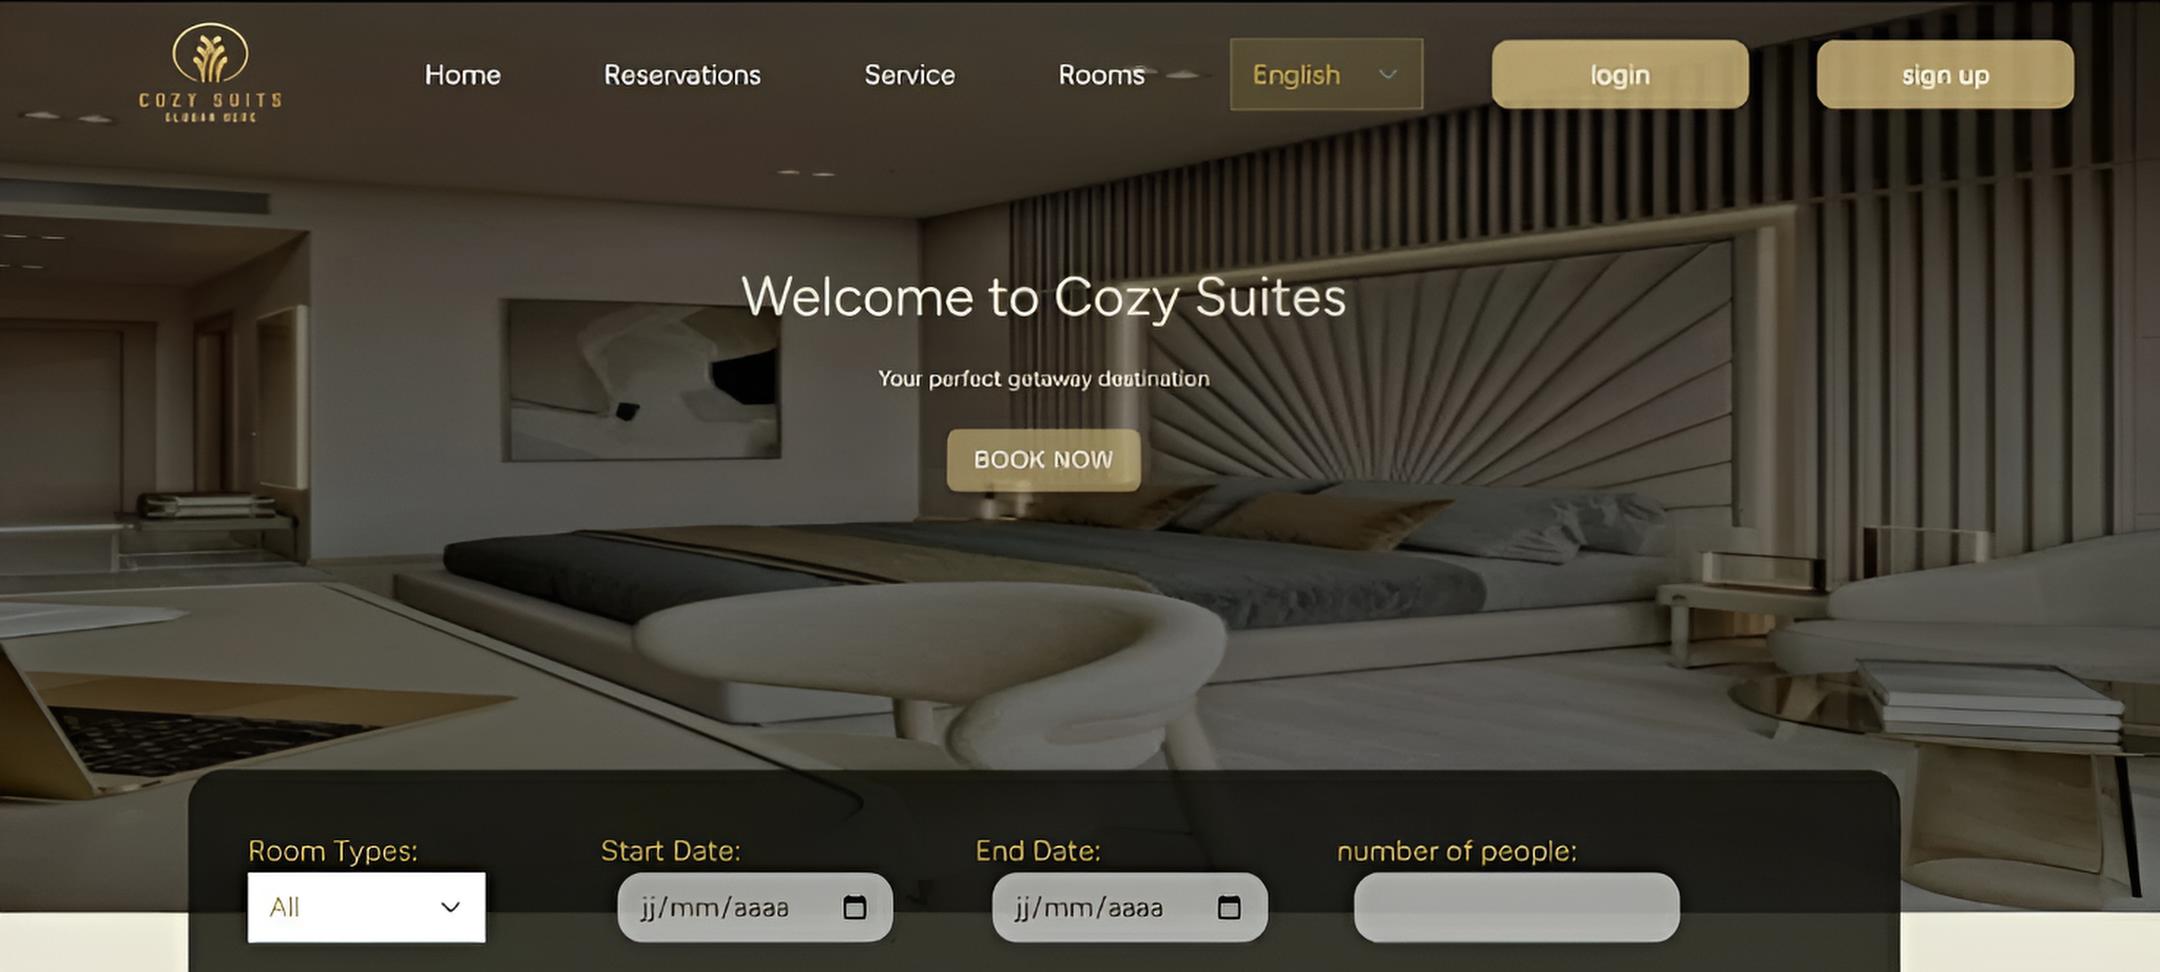 COZY SUITS
Home
Reservations
Service
Rooms
English
login
sign up
Welcome to Cozy Suites
Your perfect getaway destination
BOOK NOW
Room Types:
Start Date:
End Date:
number of people:
All
jj/mm/aaaa
jj/mm/aaaa